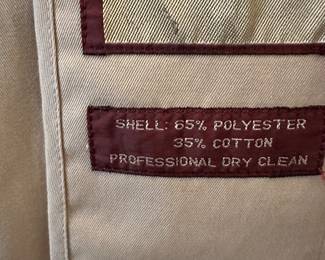 SHELL: 65% POLYESTER
35% COTTON
PROFESSIONAL DRY CLEAN